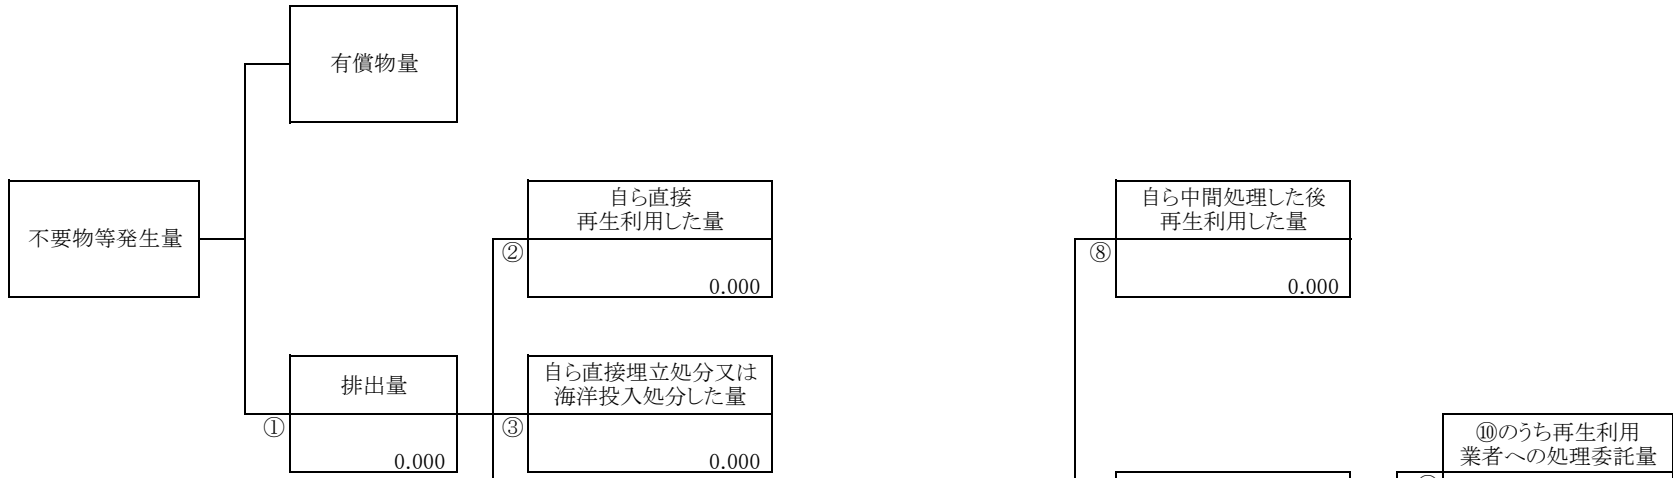 有償物量
不要物等発生量
自ら直接
再生利用した量
②
0.000
自ら中間処理した後
再生利用した量
⑧
0.000
排出量
①
0.000
自ら直接埋立処分又は
海洋投入処分した量
③
0.000
⑩のうち再生利用
業者への処理委託量